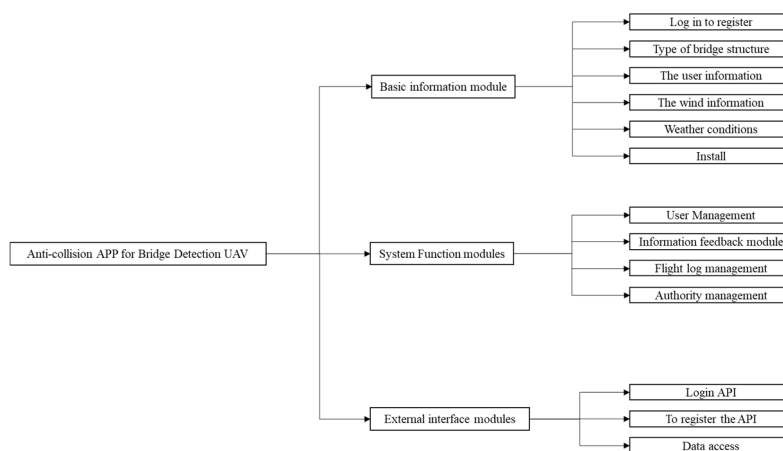 Anti-collision APP for Bridge Detection UAV
Basic information module
Log in to register
Type of bridge structure
The user information
The wind information
Weather conditions
Install
System Function modules
User Management
Information feedback module
Flight log management
Authority management
External interface modules
Login API
To register the API
Data access